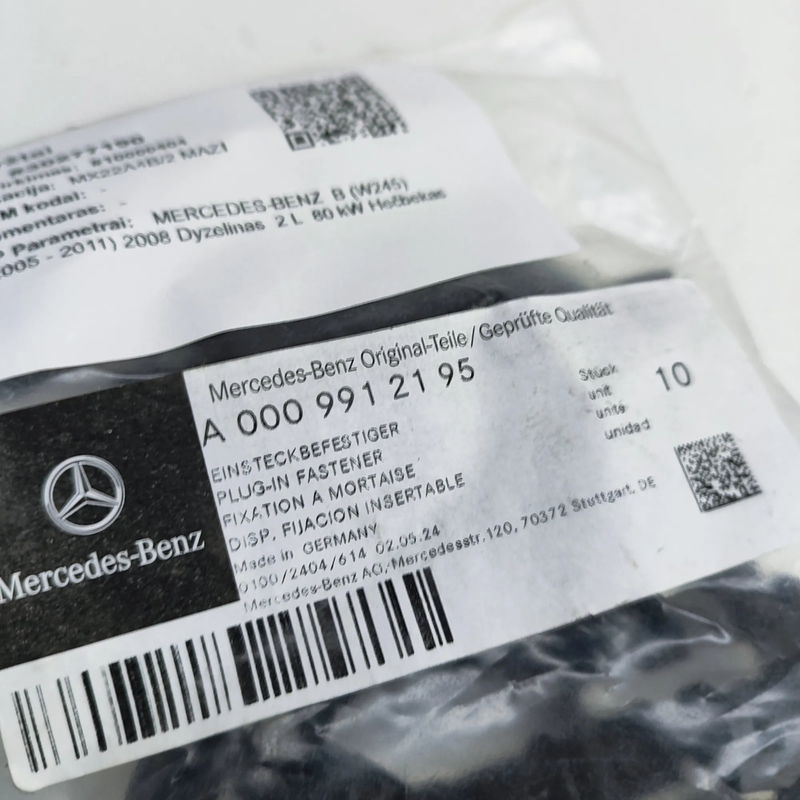 MX22A4B/2 MAZI
M kodai: -
mentaras: -
Parametrai: MERCEDES-BENZ B (W245)
2005 - 2011) 2008 Dyzelinas 2 L 80 kW Hečbekas
Mercedes-Benz Original-Teile/Geprüfte Qualität
A 000 991 21 95
EINSTECKBEFESTIGER
PLUG-IN FASTENER
FIXATION A MORTAISE
DISP. FIJACION INSERTABLE
Made in GERMANY
0100/2404/614 02.05.24
Mercedes-Benz AG, Mercedesstr.120, 70372 Stuttgart, DE
Stück
unit
unité
unidad
10
Mercedes-Benz